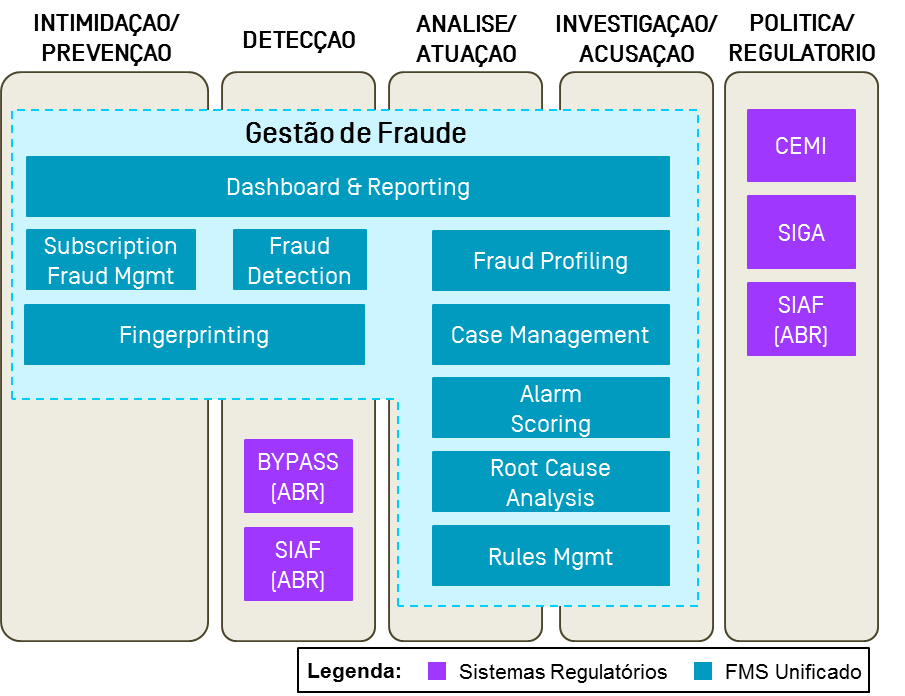 INTIMIDAÇAO/
PREVENÇAO
DETECÇAO
ANALISE/
ATUAÇAO
INVESTIGAÇAO/
ACUSAÇAO
POLITICA/
REGULATORIO
Gestão de Fraude
Dashboard & Reporting
Subscription
Fraud Mgmt
Fraud
Detection
Fingerprinting
Fraud Profiling
Case Management
Alarm
Scoring
Root Cause
Analysis
Rules Mgmt
BYPASS
(ABR)
SIAF
(ABR)
CEMI
SIGA
SIAF
(ABR)
Legenda: Sistemas Regulatórios FMS Unificado